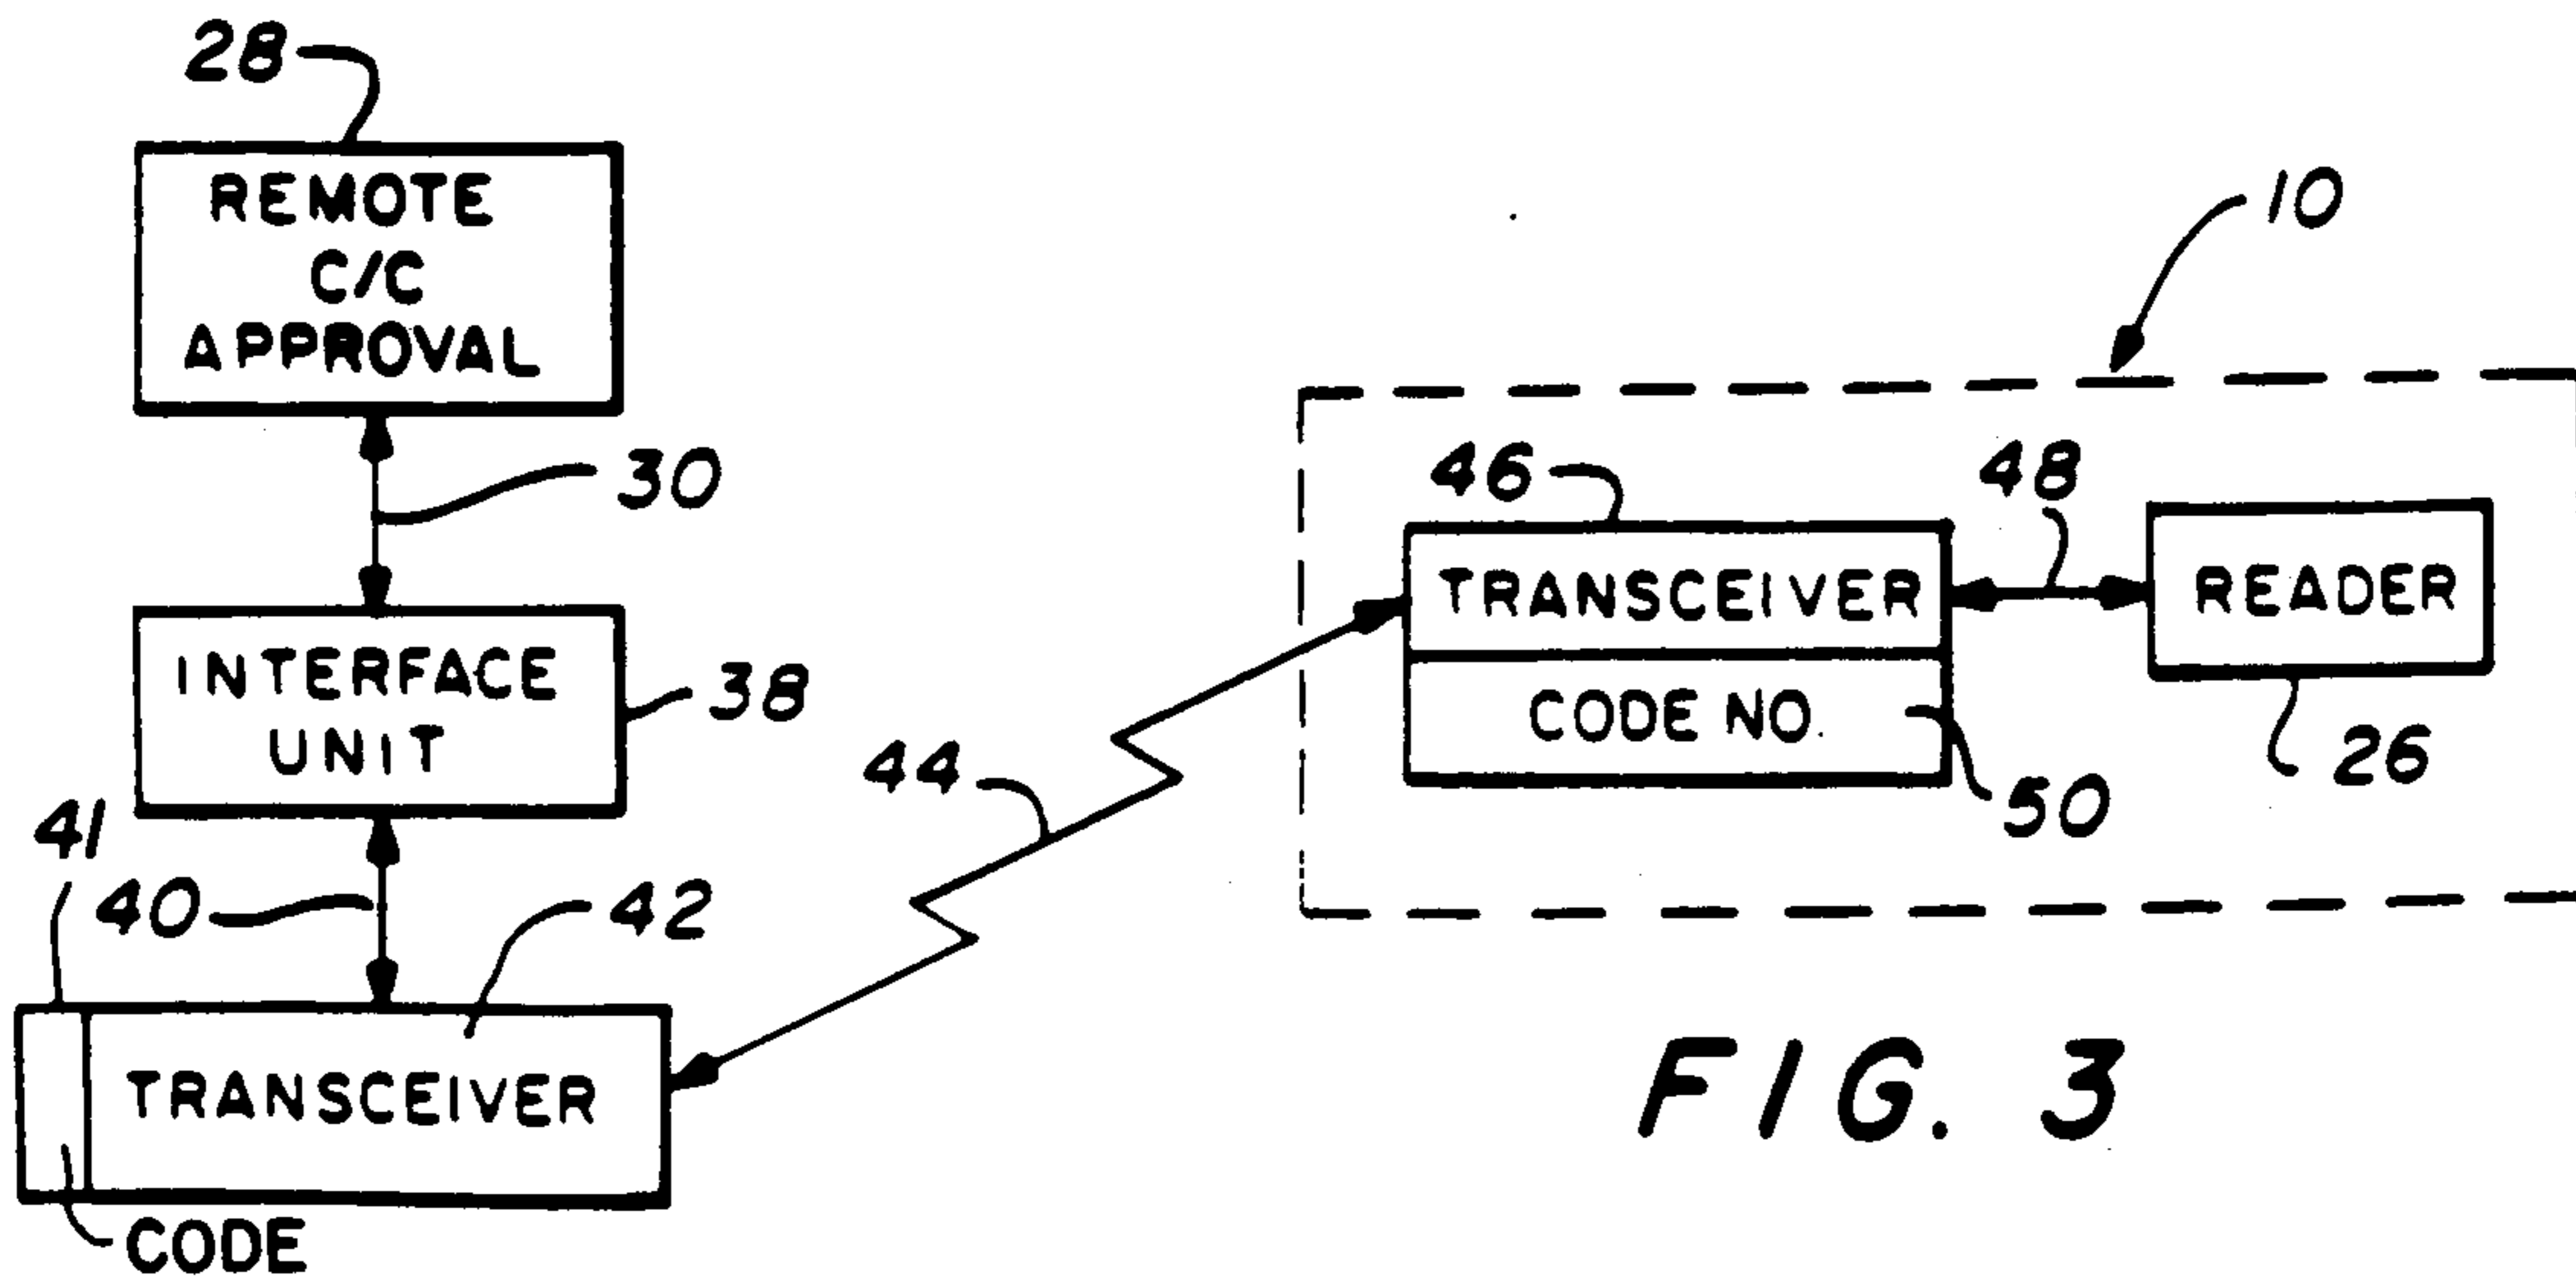 28
REMOTE
C/C
APPROVAL
30
INTERFACE
UNIT
38
41
40
42
TRANSCEIVER
CODE
44
10
46
TRANSCEIVER
CODE NO.
50
48
READER
26
FIG. 3